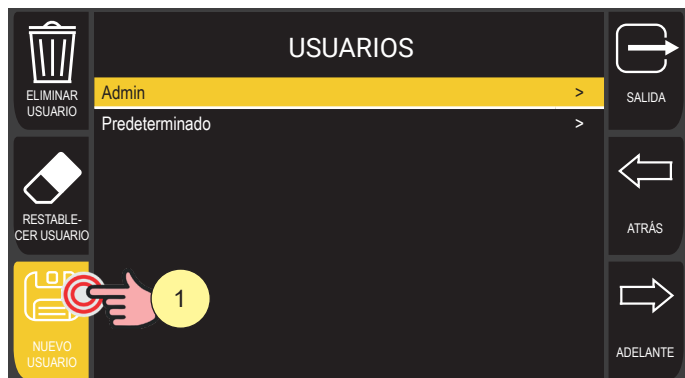 USUARIOS
ELIMINAR
USUARIO
Admin >
Predeterminado >
SALIDA
RESTABLE-
CER USUARIO
ATRÁS
1
NUEVO
USUARIO
ADELANTE